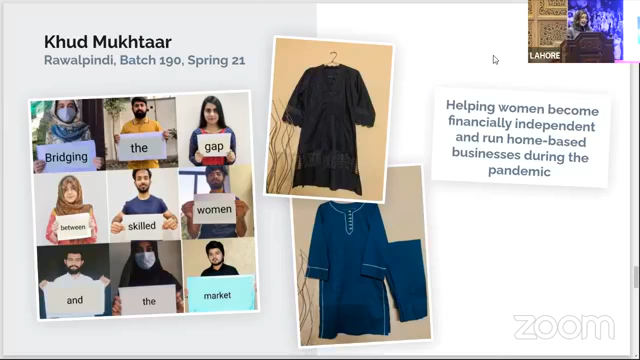 Khud Mukhtaar
Rawalpindi, Batch 190, Spring 21
Bridging
the
gap
between
skilled
women
and
the
market
Helping women become
financially independent
and run home-based
businesses during the
pandemic
LAHORE
zoom